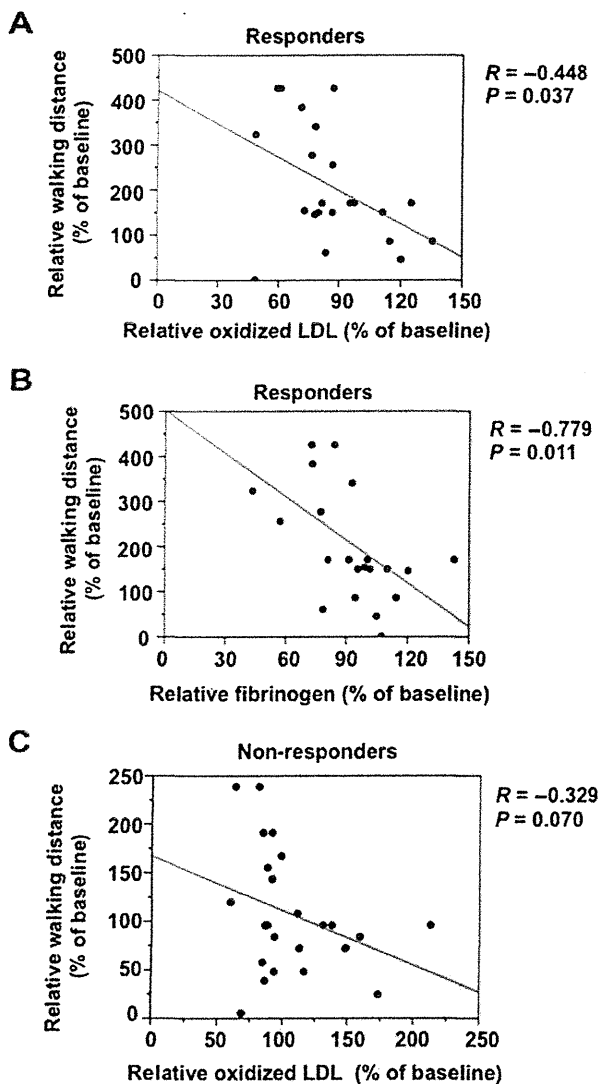 A
Responders
R = −0.448
P = 0.037
500
400
300
200
100
0
Relative walking distance
(% of baseline)
0 30 60 90 120 150
Relative oxidized LDL (% of baseline)
B
Responders
R = −0.779
P = 0.011
500
400
300
200
100
0
Relative walking distance
(% of baseline)
0 30 60 90 120 150
Relative fibrinogen (% of baseline)
C
Non-responders
R = −0.329
P = 0.070
250
200
150
100
50
0
Relative walking distance
(% of baseline)
0 50 100 150 200 250
Relative oxidized LDL (% of baseline)